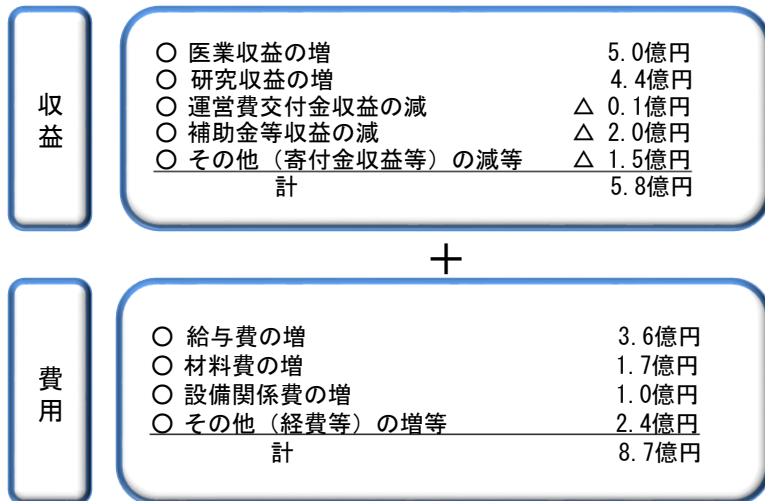 収益
〇 医業収益の増 5.0億円
〇 研究収益の増 4.4億円
〇 運営費交付金収益の減 △ 0.1億円
〇 補助金等収益の減 △ 2.0億円
〇 その他（寄付金収益等）の減等 △ 1.5億円
計 5.8億円
＋
費用
〇 給与費の増 3.6億円
〇 材料費の増 1.7億円
〇 設備関係費の増 1.0億円
〇 その他（経費等）の増等 2.4億円
計 8.7億円